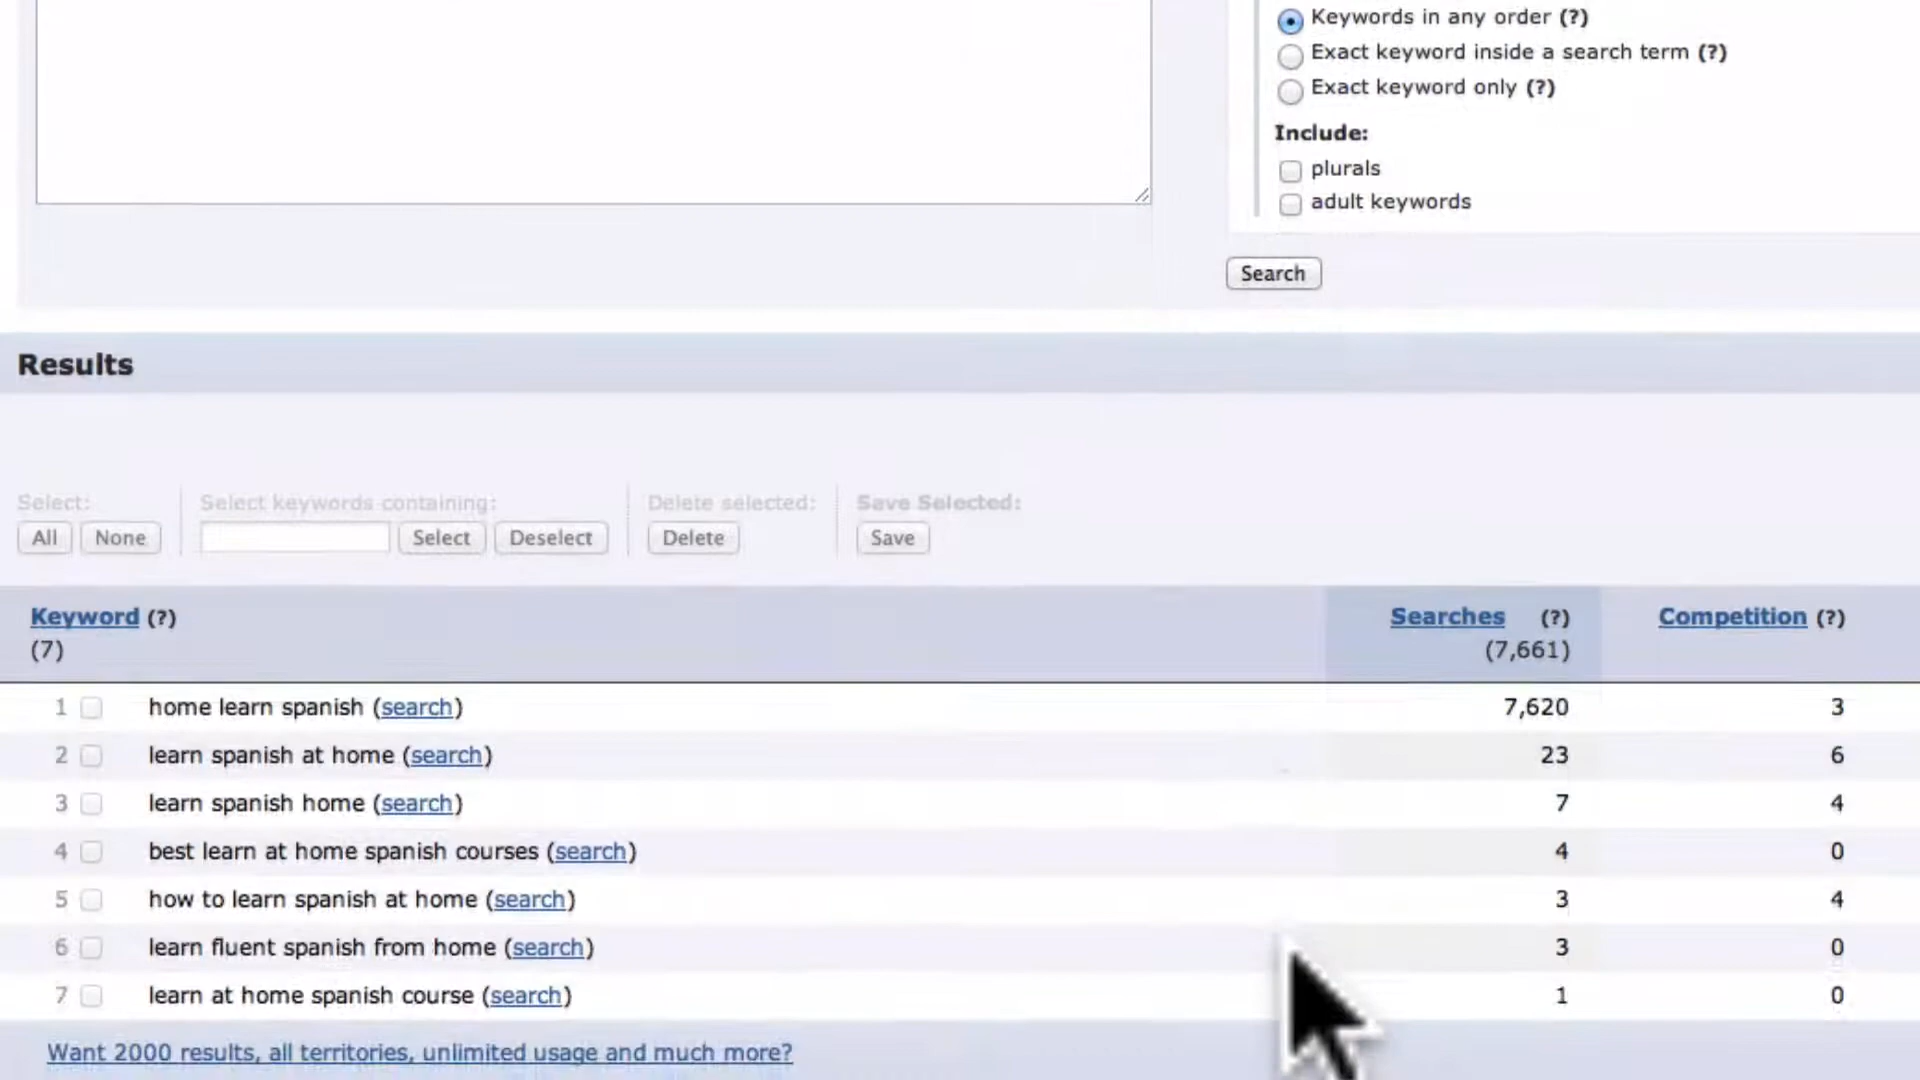 Keywords in any order (?)
Exact keyword inside a search term (?)
Exact keyword only (?)
Include:
plurals
adult keywords
Search
Results
Select: Select keywords containing: Delete selected: Save Selected:
All None Select Deselect Delete Save
Keyword (?) Searches (?) Competition (?)
(7) (7,661)
1 home learn spanish (search) 7,620 3
2 learn spanish at home (search) 23 6
3 learn spanish home (search) 7 4
4 best learn at home spanish courses (search) 4 0
5 how to learn spanish at home (search) 3 4
6 learn fluent spanish from home (search) 3 0
7 learn at home spanish course (search) 1 0
Want 2000 results, all territories, unlimited usage and much more?